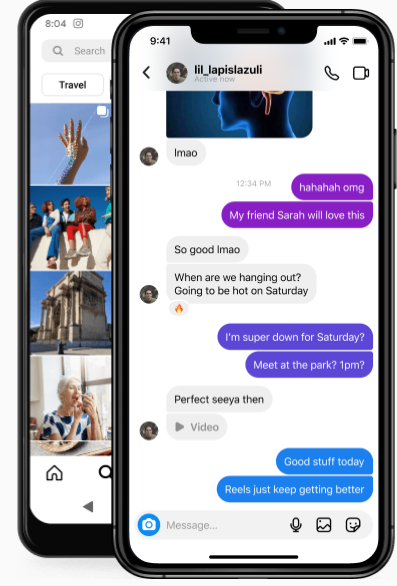 8:04
Search
Travel
9:41
lil_lapislazuli
Active now
lmao
12:34 PM
hahahah omg
My friend Sarah will love this
So good lmao
When are we hanging out?
Going to be hot on Saturday
I'm super down for Saturday?
Meet at the park? 1pm?
Perfect seeya then
Video
Good stuff today
Reels just keep getting better
Message...